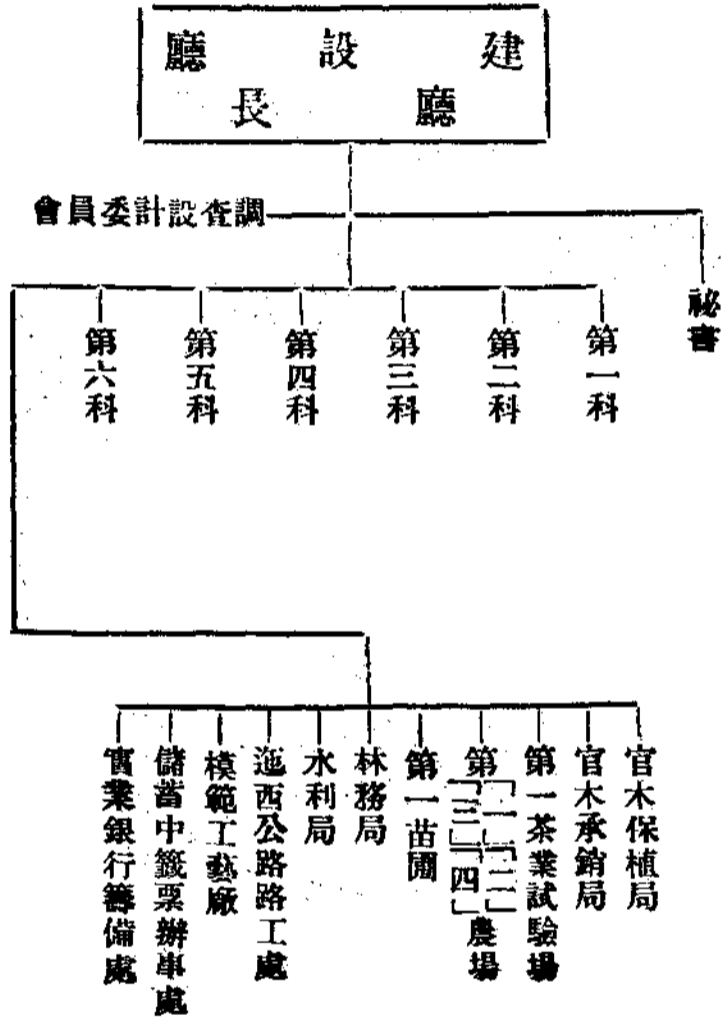 建設廳
廳長
調查設計委員會
祕書
第一科
第二科
第三科
第四科
第五科
第六科
官木保植局
官木承銷局
第一茶業試驗場
第「一」「二」「三」「四」農場
第一苗圃
林務局
水利局
迤西公路路工處
模範工藝廠
儲蓄中籤票辦事處
實業銀行籌備處